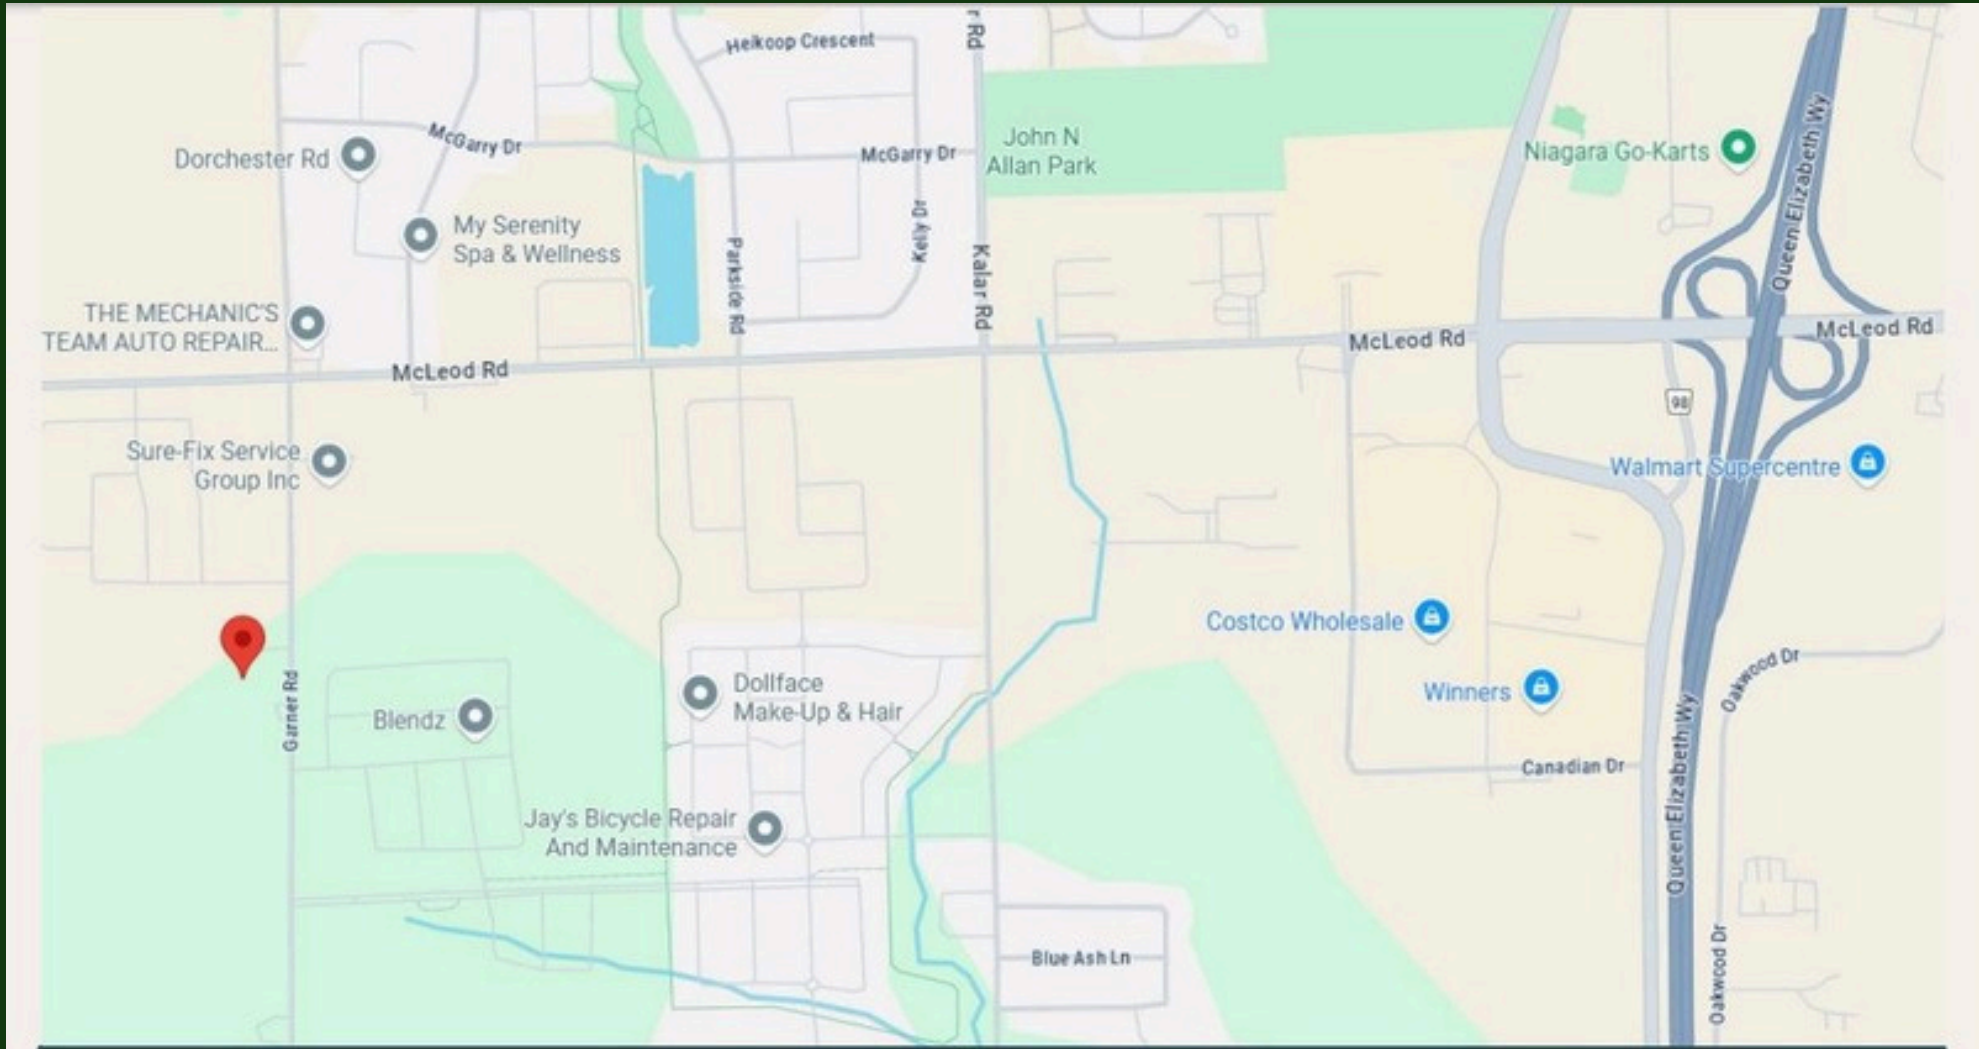 Heikoop Crescent
r Rd
McGarry Dr
Dorchester Rd
John N
Allan Park
McGarry Dr
Niagara Go-Karts
Queen Elizabeth Wy
My Serenity
Spa & Wellness
Parkside Rd
Kelly Dr
Kalar Rd
THE MECHANIC'S
TEAM AUTO REPAIR...
McLeod Rd
McLeod Rd
McLeod Rd
98
Sure-Fix Service
Group Inc
Walmart Supercentre
Costco Wholesale
Garner Rd
Dollface
Make-Up & Hair
Winners
Oakwood Dr
Blendz
Canadian Dr
Queen Elizabeth Wy
Jay's Bicycle Repair
And Maintenance
Blue Ash Ln
Oakwood Dr